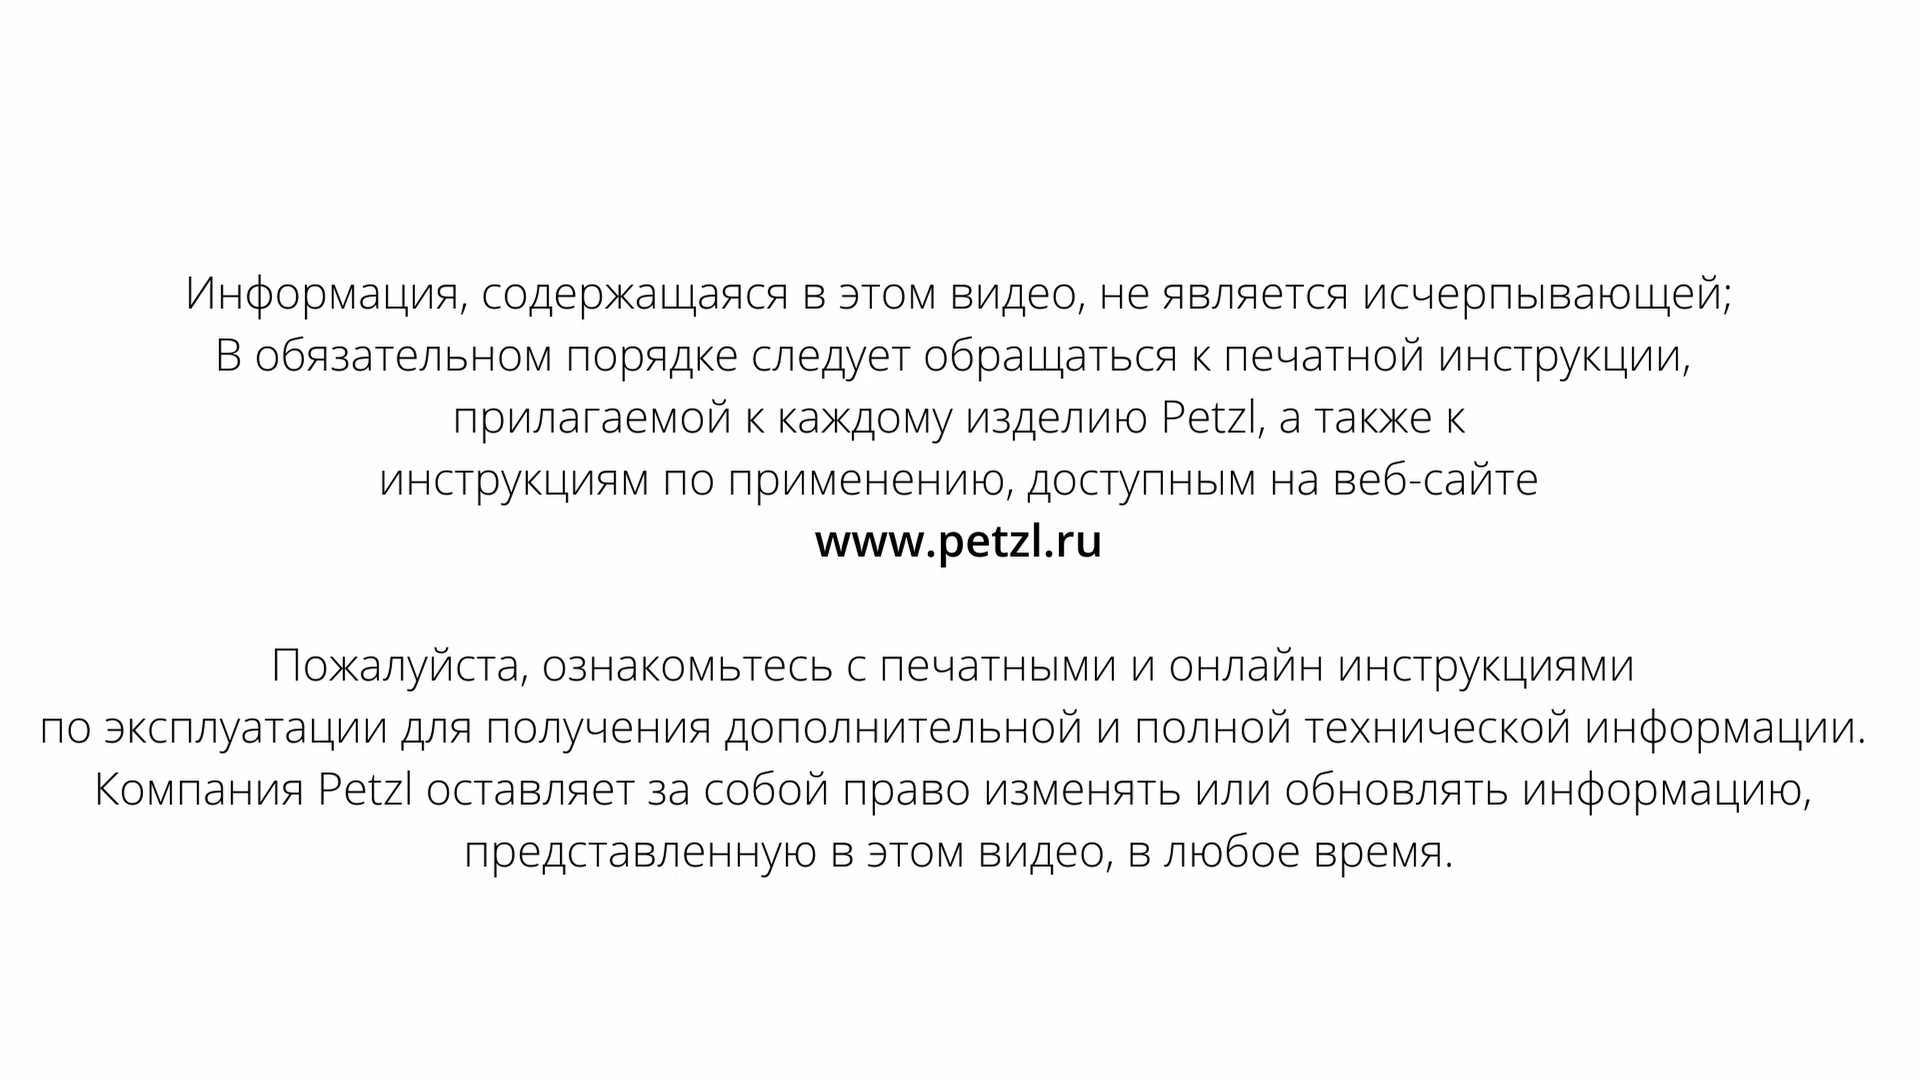 Информация, содержащаяся в этом видео, не является исчерпывающей;
В обязательном порядке следует обращаться к печатной инструкции,
прилагаемой к каждому изделию Petzl, а также к
инструкциям по применению, доступным на веб-сайте
www.petzl.ru
Пожалуйста, ознакомьтесь с печатными и онлайн инструкциями
по эксплуатации для получения дополнительной и полной технической информации.
Компания Petzl оставляет за собой право изменять или обновлять информацию,
представленную в этом видео, в любое время.